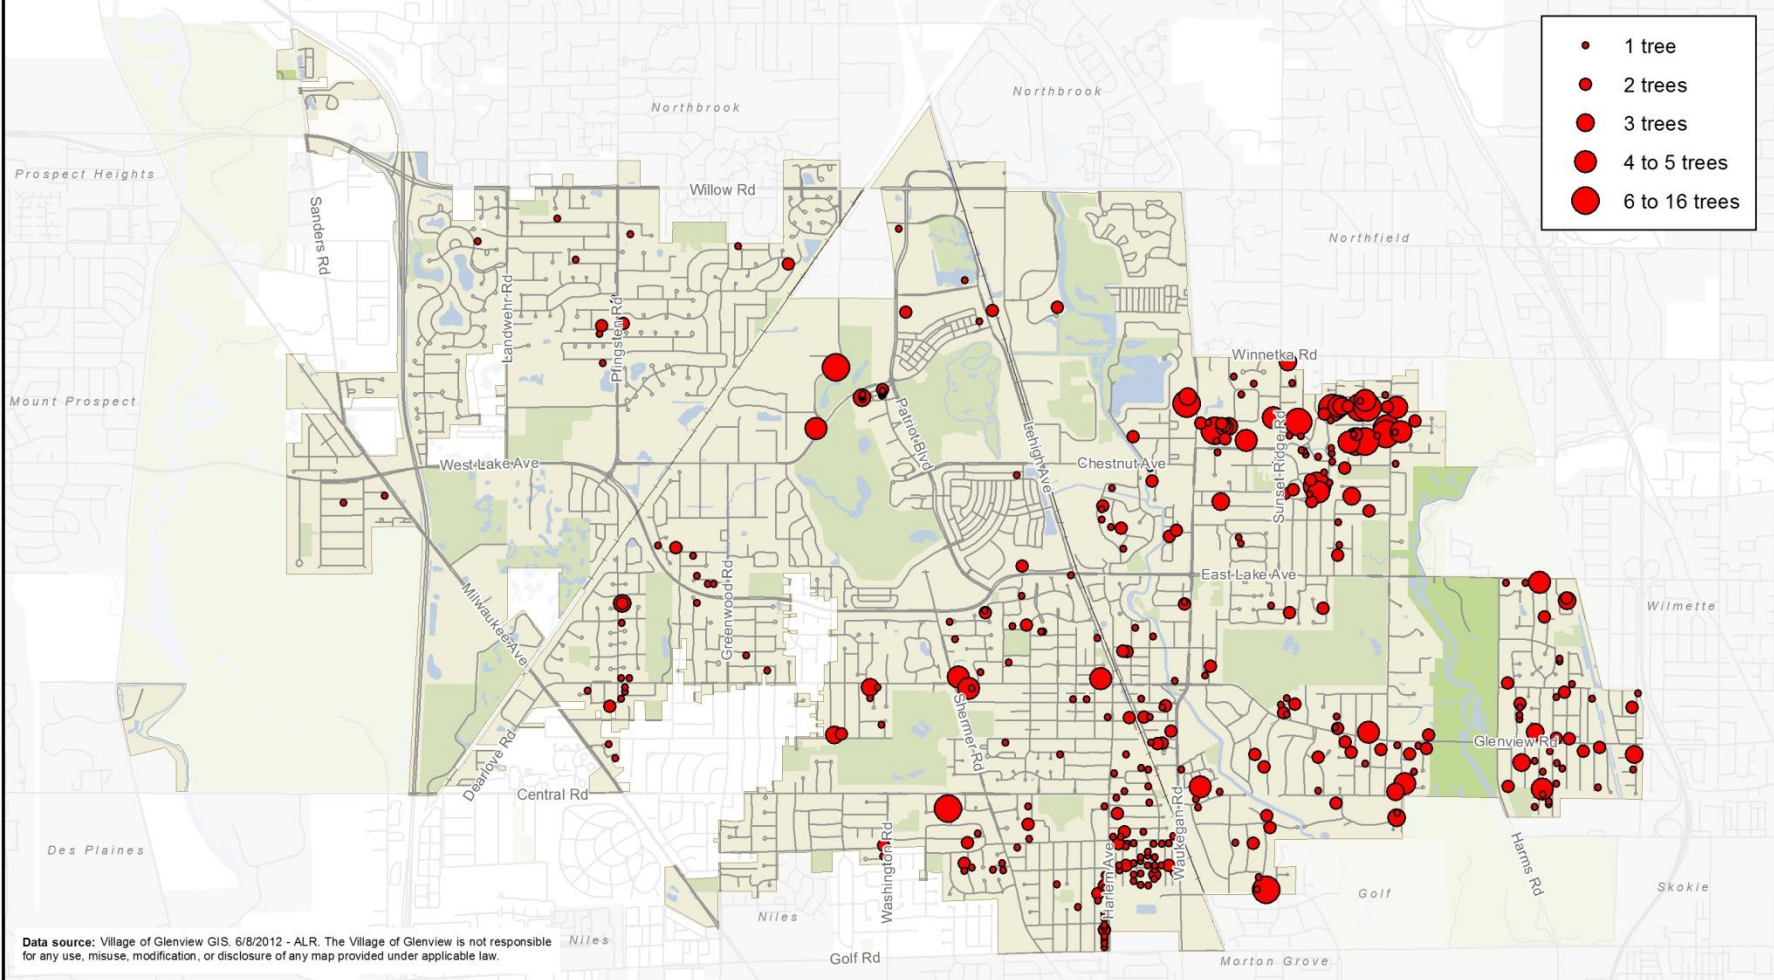 1 tree
2 trees
3 trees
4 to 5 trees
6 to 16 trees
Northbrook
Northbrook
Prospect Heights
Willow Rd
Sanders Rd
Northfield
Landwehr Rd
Pfingsten Rd
Winnetka Rd
Mount Prospect
Patriot Blvd
Lehigh Ave
Sunset Ridge Rd
West Lake Ave
Chestnut Ave
East Lake Ave
Milwaukee Ave
Greenwood Rd
Wilmette
Shermer Rd
Glenview Rd
Dearlove Rd
Central Rd
Waukegan Rd
Des Plaines
Washington Rd
Harlem Ave
Harms Rd
Golf
Skokie
Niles
Niles
Data source: Village of Glenview GIS. 6/8/2012 - ALR. The Village of Glenview is not responsible
for any use, misuse, modification, or disclosure of any map provided under applicable law.
Golf Rd
Morton Grove